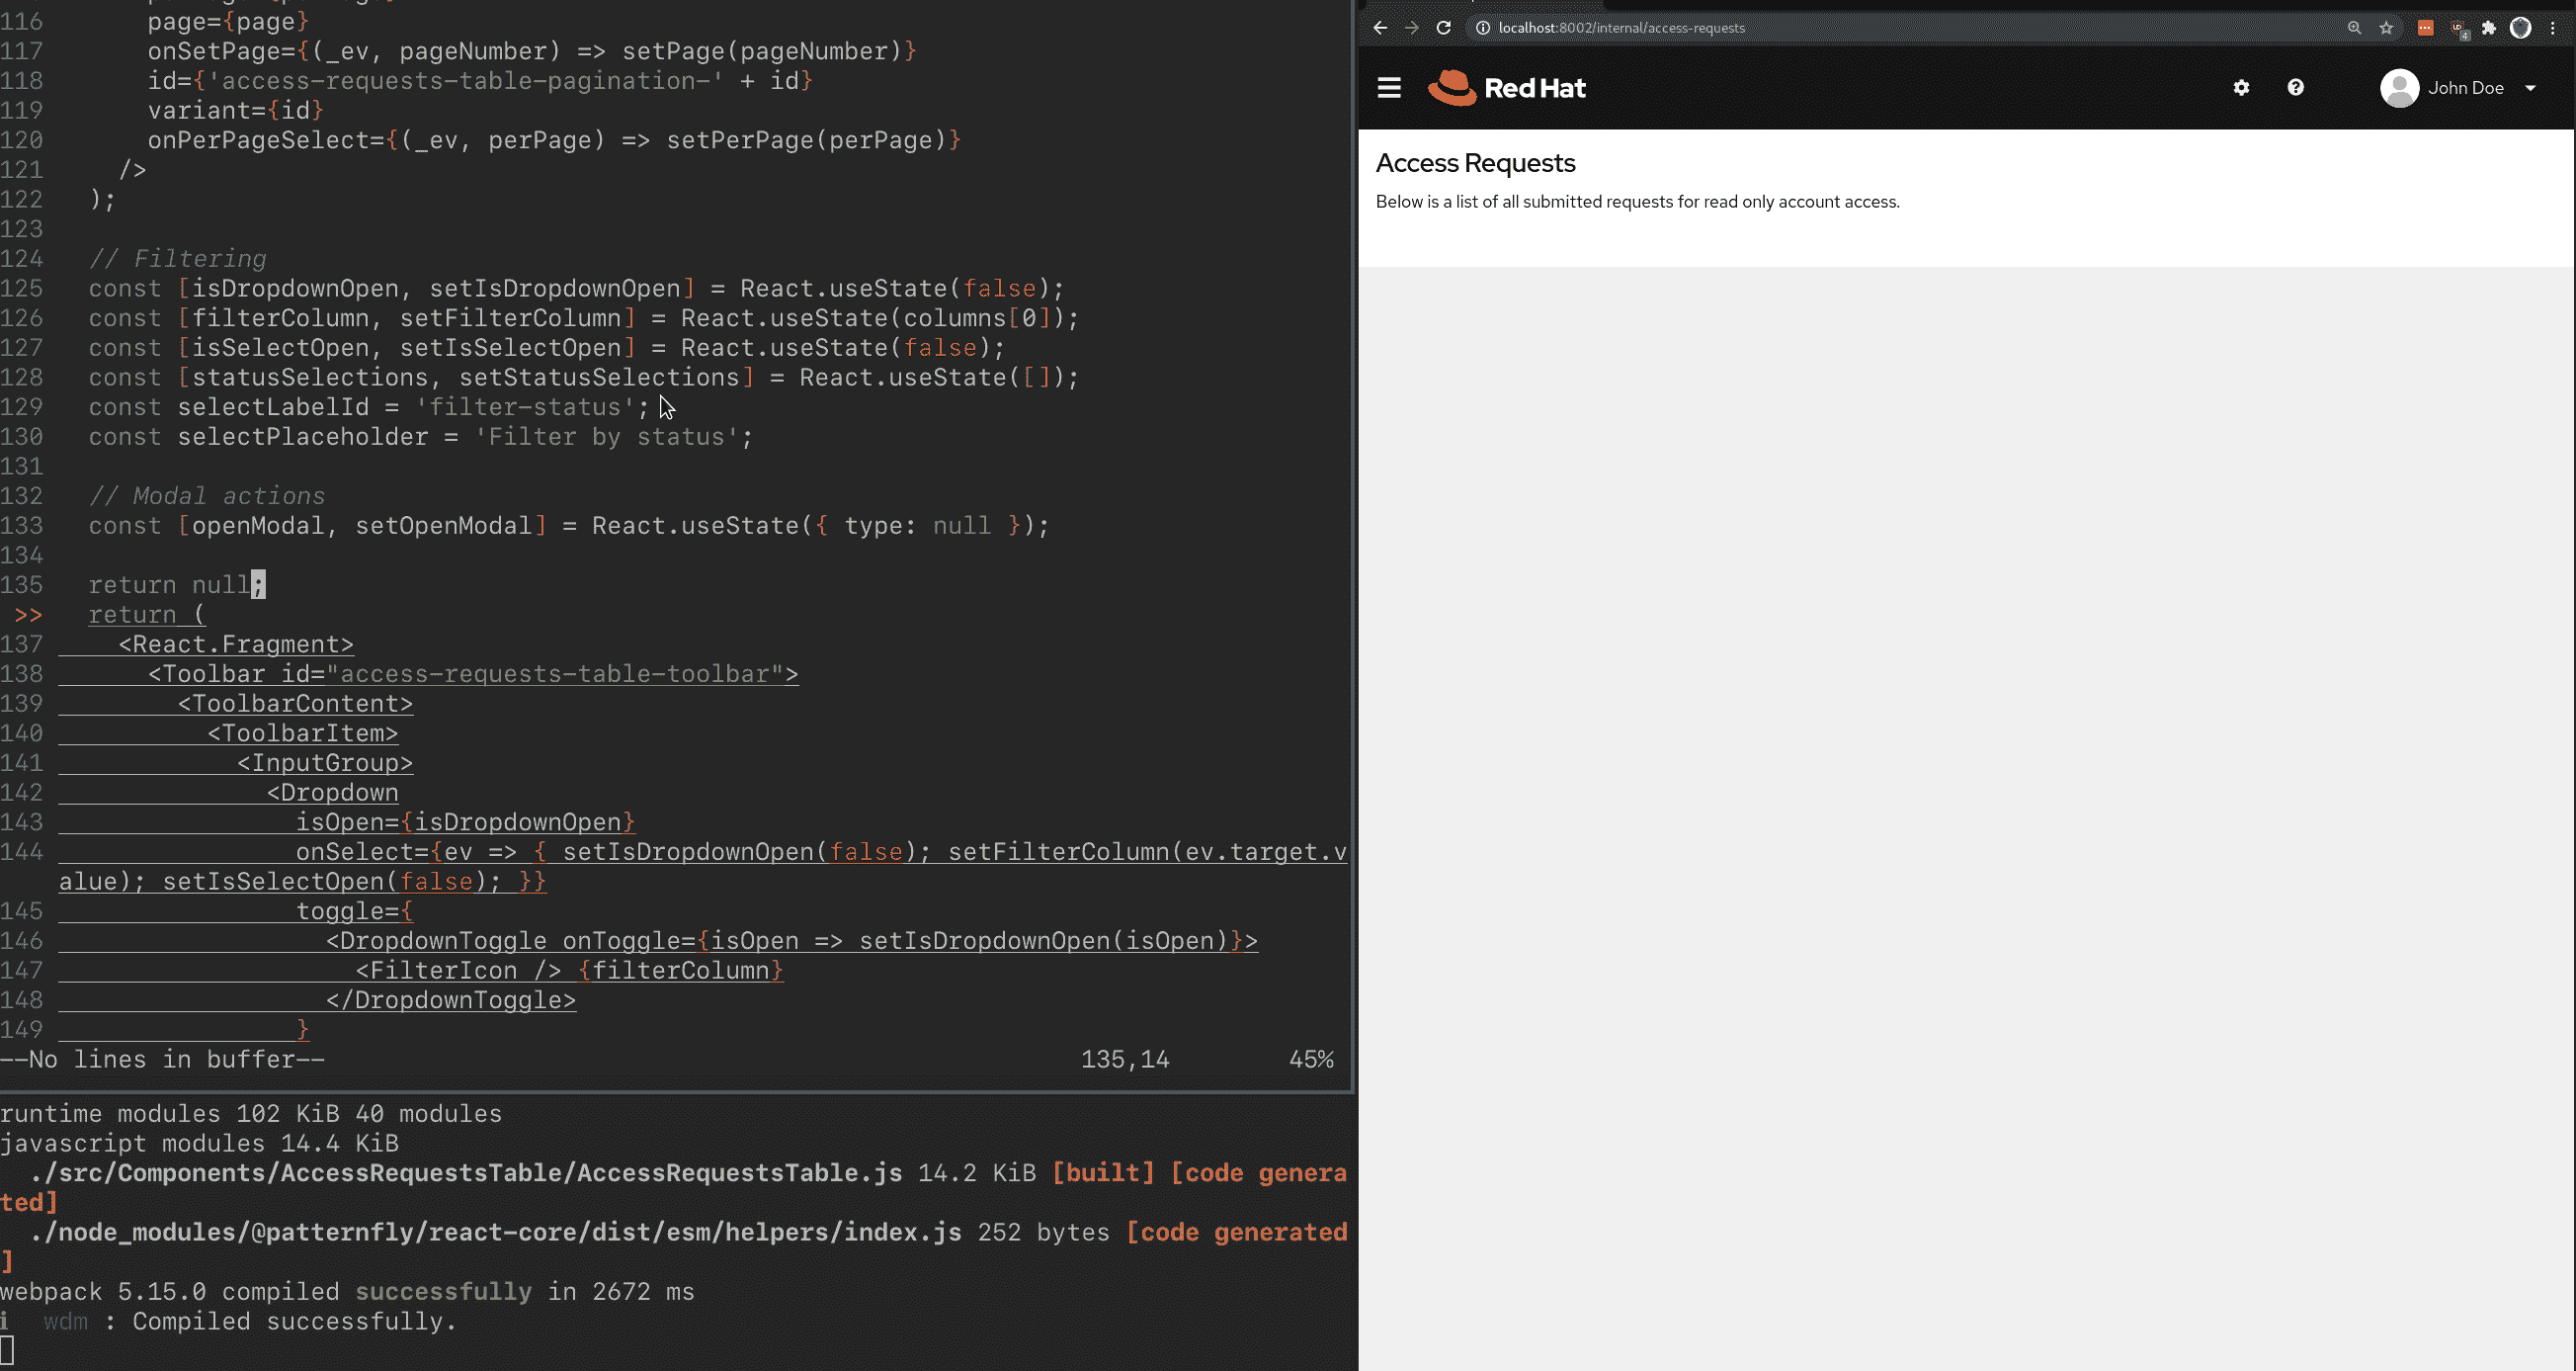 116 page={page}
117 onSetPage={(_ev, pageNumber) => setPage(pageNumber)}
118 id={'access-requests-table-pagination-' + id}
119 variant={id}
120 onPerPageSelect={(_ev, perPage) => setPerPage(perPage)}
121 />
122 );
123
124 // Filtering
125 const [isDropdownOpen, setIsDropdownOpen] = React.useState(false);
126 const [filterColumn, setFilterColumn] = React.useState(columns[0]);
127 const [isSelectOpen, setIsSelectOpen] = React.useState(false);
128 const [statusSelections, setStatusSelections] = React.useState([]);
129 const selectLabelId = 'filter-status';
130 const selectPlaceholder = 'Filter by status';
131
132 // Modal actions
133 const [openModal, setOpenModal] = React.useState({ type: null });
134
135 return null;
>> return (
137 <React.Fragment>
138 <Toolbar id="access-requests-table-toolbar">
139 <ToolbarContent>
140 <ToolbarItem>
141 <InputGroup>
142 <Dropdown
143 isOpen={isDropdownOpen}
144 onSelect={ev => { setIsDropdownOpen(false); setFilterColumn(ev.target.v
alue); setIsSelectOpen(false); }}
145 toggle={
146 <DropdownToggle onToggle={isOpen => setIsDropdownOpen(isOpen)}>
147 <FilterIcon /> {filterColumn}
148 </DropdownToggle>
149 }
--No lines in buffer-- 135,14 45%
runtime modules 102 KiB 40 modules
javascript modules 14.4 KiB
./src/Components/AccessRequestsTable/AccessRequestsTable.js 14.2 KiB [built] [code genera
ted]
./node_modules/@patternfly/react-core/dist/esm/helpers/index.js 252 bytes [code generated
]
webpack 5.15.0 compiled successfully in 2672 ms
i wdm : Compiled successfully.
localhost:8002/internal/access-requests
4
Red Hat
John Doe
Access Requests
Below is a list of all submitted requests for read only account access.